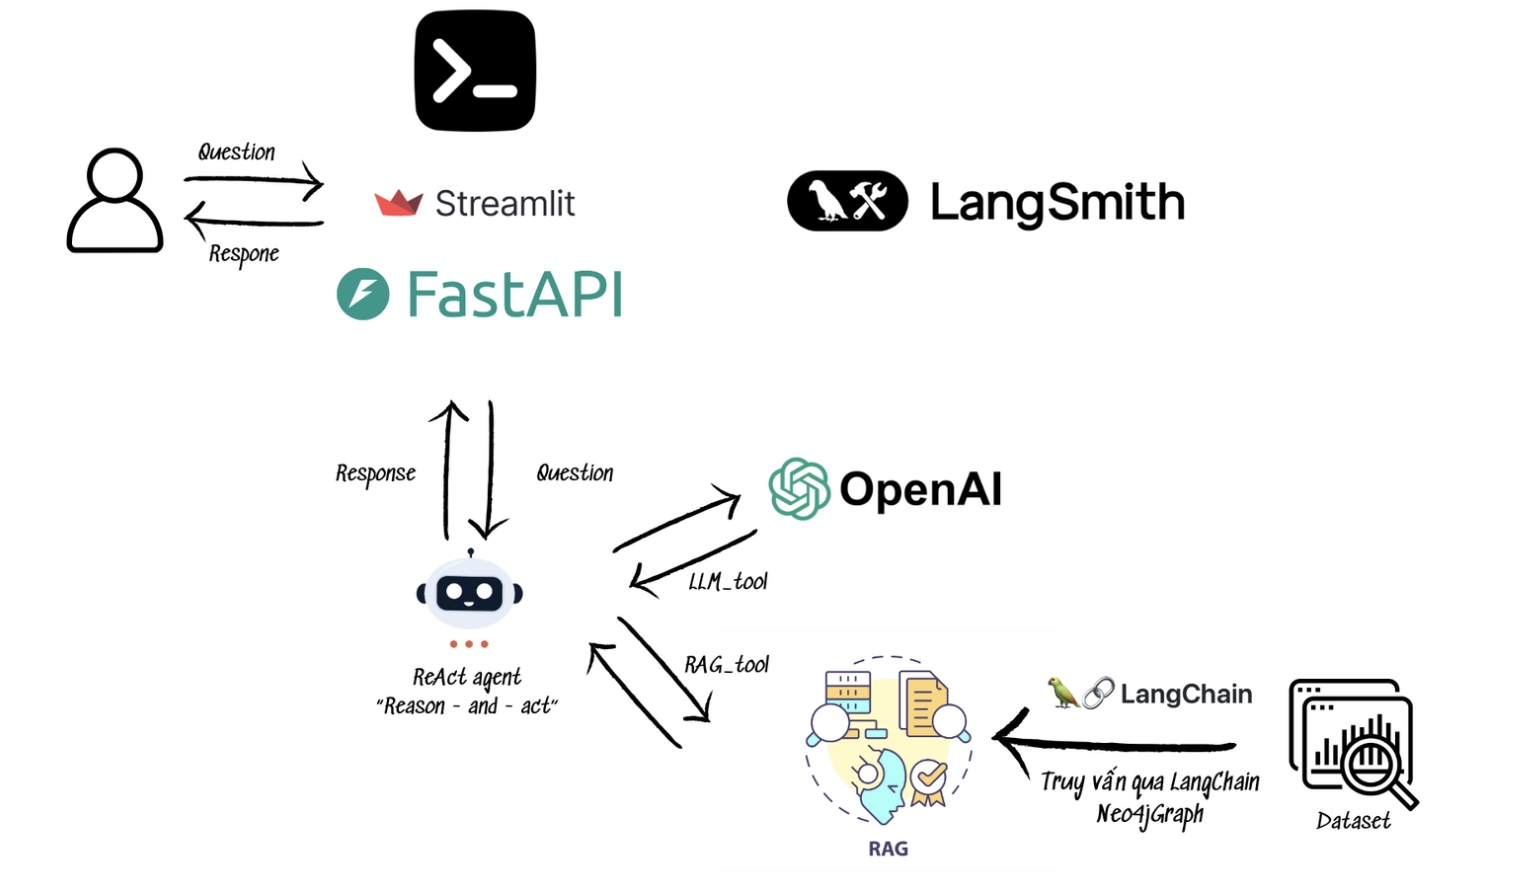 Question
Respone
Streamlit
FastAPI
LangSmith
Response
Question
OpenAI
LLM_tool
RAG_tool
ReAct agent
"Reason - and - act"
RAG
LangChain
Truy vấn qua LangChain
Neo4jGraph
Dataset